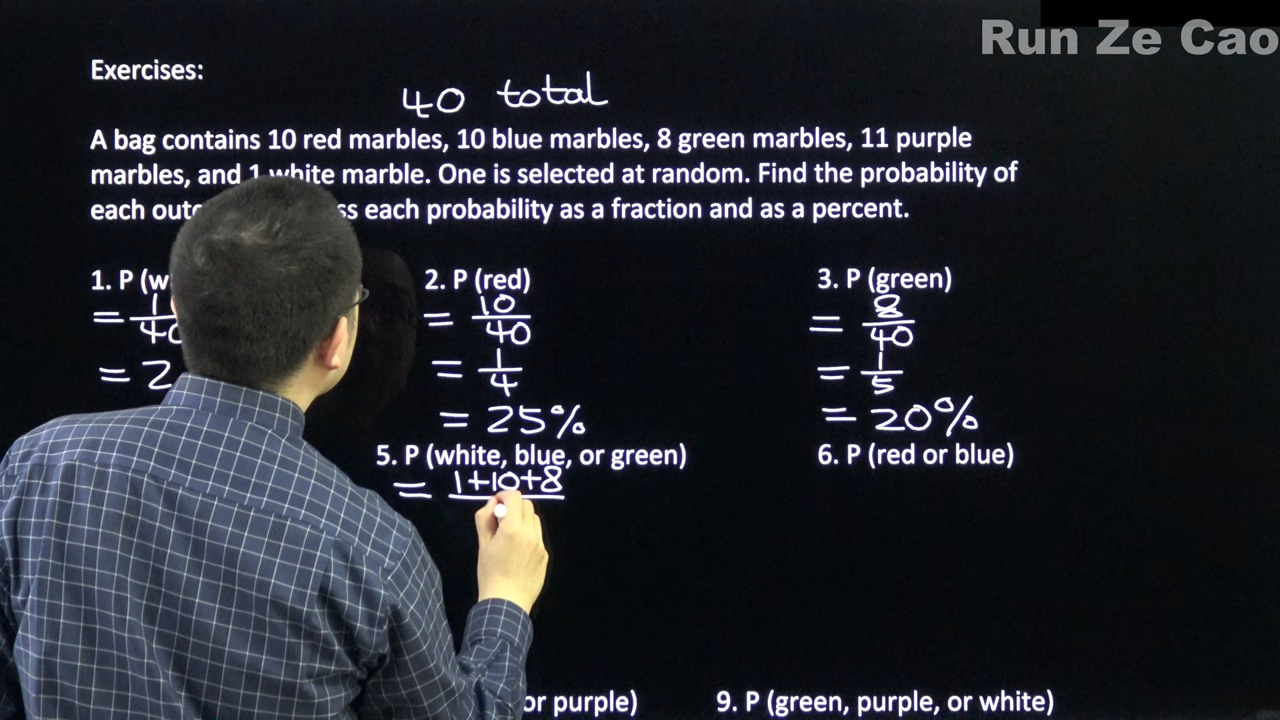 Run Ze Cao
Exercises:
40 total
A bag contains 10 red marbles, 10 blue marbles, 8 green marbles, 11 purple
marbles, and 1 white marble. One is selected at random. Find the probability of
each each probability as a fraction and as a percent.
1. P 2. P (red) 3. P (green)
= 1/40 = 10/40 = 8/40
= 1/4 = 1/5
= 2
= 25% = 20%
5. P (white, blue, or green) 6. P (red or blue)
= 1+10+8
or purple) 9. P (green, purple, or white)